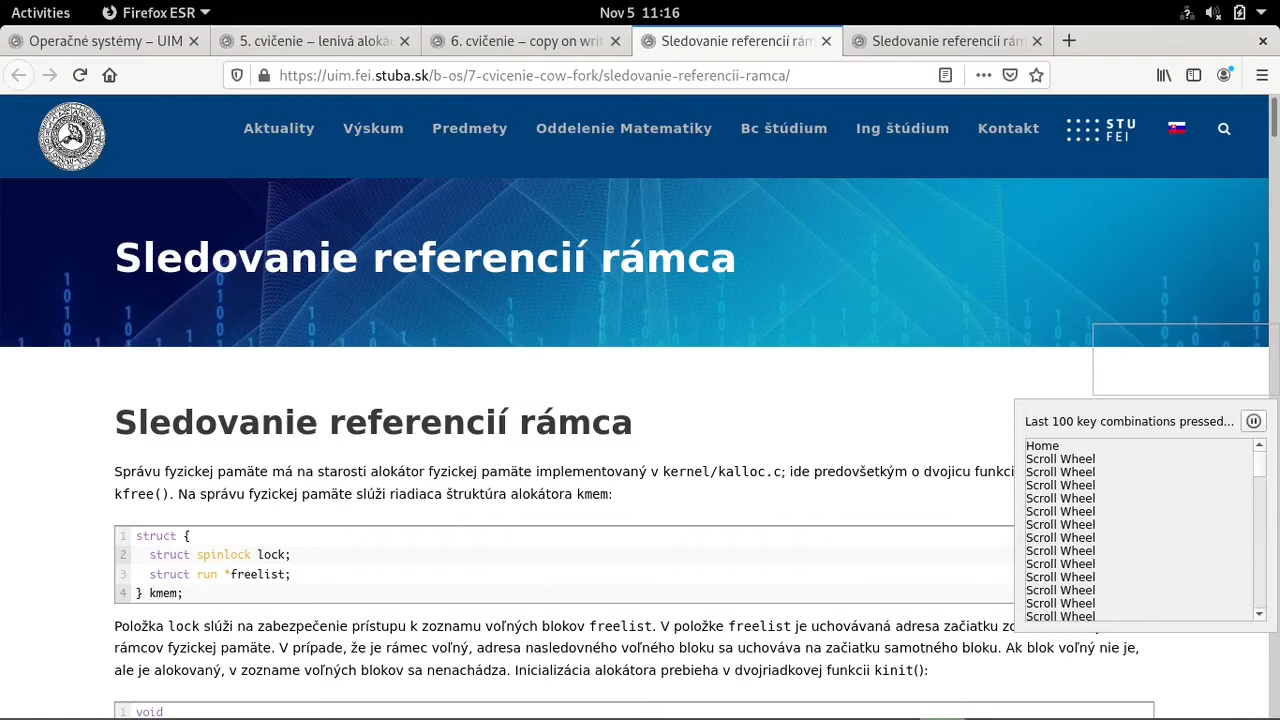 Activities
Firefox ESR
Nov 5 11:16
Operačné systémy – UIM
5. cvičenie – lenivá aloká
6. cvičenie – copy on writ
Sledovanie referencií rám
Sledovanie referencií rám
https://uim.fei.stuba.sk/b-os/7-cvicenie-cow-fork/sledovanie-referencii-ramca/
Aktuality
Výskum
Predmety
Oddelenie Matematiky
Bc štúdium
Ing štúdium
Kontakt
STU
FEI
Sledovanie referencií rámca
Sledovanie referencií rámca
Správu fyzickej pamäte má na starosti alokátor fyzickej pamäte implementovaný v kernel/kalloc.c; ide predovšetkým o dvojicu funkci
kfree(). Na správu fyzickej pamäte slúži riadiaca štruktúra alokátora kmem:
1 struct {
2 struct spinlock lock;
3 struct run *freelist;
4 } kmem;
Položka lock slúži na zabezpečenie prístupu k zoznamu voľných blokov freelist. V položke freelist je uchovávaná adresa začiatku
rámcov fyzickej pamäte. V prípade, že je rámec voľný, adresa nasledovného voľného bloku sa uchováva na začiatku samotného bloku. Ak blok voľný nie je,
ale je alokovaný, v zozname voľných blokov sa nenachádza. Inicializácia alokátora prebieha v dvojriadkovej funkcii kinit():
1 void
Last 100 key combinations pressed...
Home
Scroll Wheel
Scroll Wheel
Scroll Wheel
Scroll Wheel
Scroll Wheel
Scroll Wheel
Scroll Wheel
Scroll Wheel
Scroll Wheel
Scroll Wheel
Scroll Wheel
Scroll Wheel
Scroll Wheel